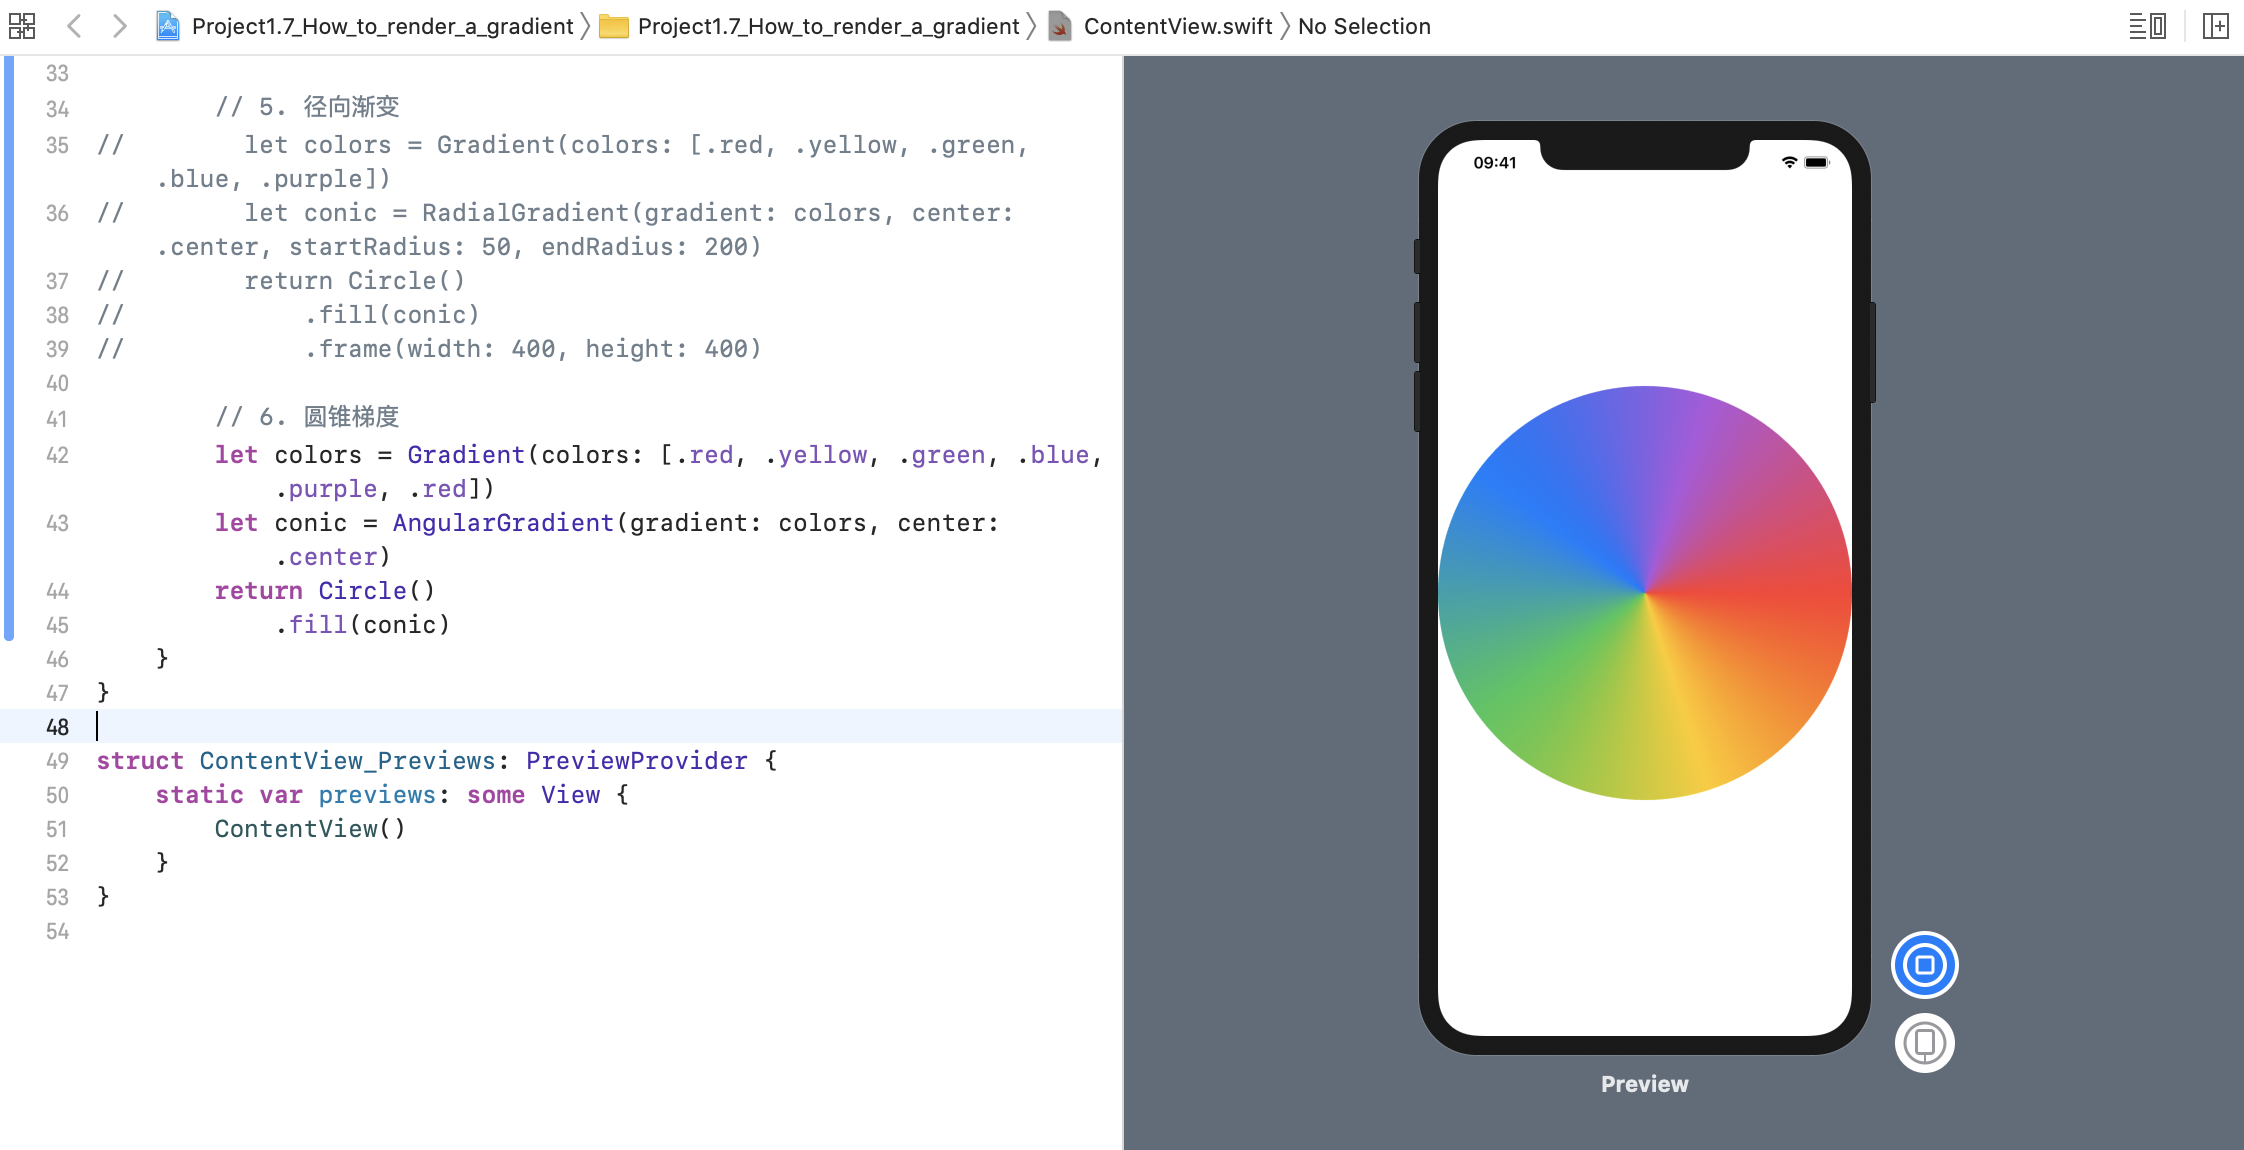 Project1.7_How_to_render_a_gradient Project1.7_How_to_render_a_gradient ContentView.swift No Selection
33
34         // 5. 径向渐变
35 //        let colors = Gradient(colors: [.red, .yellow, .green,
.blue, .purple])
36 //        let conic = RadialGradient(gradient: colors, center:
.center, startRadius: 50, endRadius: 200)
37 //        return Circle()
38 //            .fill(conic)
39 //            .frame(width: 400, height: 400)
40
41         // 6. 圆锥梯度
42         let colors = Gradient(colors: [.red, .yellow, .green, .blue,
.purple, .red])
43         let conic = AngularGradient(gradient: colors, center:
.center)
44         return Circle()
45             .fill(conic)
46     }
47 }
48
49 struct ContentView_Previews: PreviewProvider {
50     static var previews: some View {
51         ContentView()
52     }
53 }
54
09:41
Preview